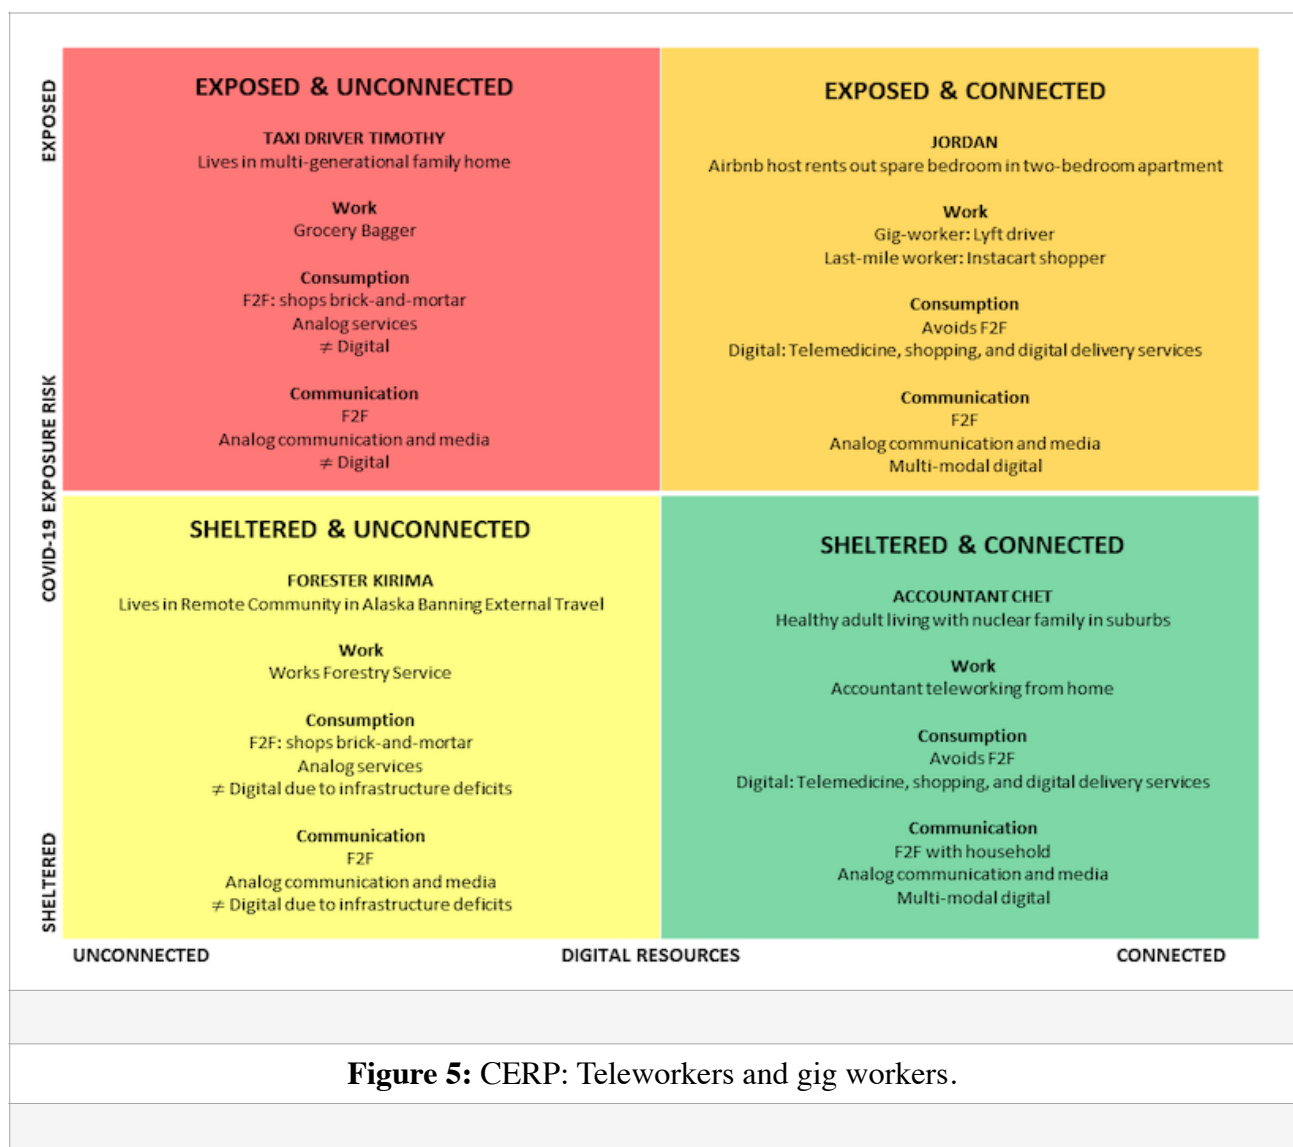 EXPOSED
COVID-19 EXPOSURE RISK
SHELTERED
EXPOSED & UNCONNECTED
TAXI DRIVER TIMOTHY
Lives in multi-generational family home
Work
Grocery Bagger
Consumption
F2F: shops brick-and-mortar
Analog services
≠ Digital
Communication
F2F
Analog communication and media
≠ Digital
EXPOSED & CONNECTED
JORDAN
Airbnb host rents out spare bedroom in two-bedroom apartment
Work
Gig-worker: Lyft driver
Last-mile worker: Instacart shopper
Consumption
Avoids F2F
Digital: Telemedicine, shopping, and digital delivery services
Communication
F2F
Analog communication and media
Multi-modal digital
SHELTERED & UNCONNECTED
FORESTER KIRIMA
Lives in Remote Community in Alaska Banning External Travel
Work
Works Forestry Service
Consumption
F2F: shops brick-and-mortar
Analog services
≠ Digital due to infrastructure deficits
Communication
F2F
Analog communication and media
≠ Digital due to infrastructure deficits
SHELTERED & CONNECTED
ACCOUNTANT CHET
Healthy adult living with nuclear family in suburbs
Work
Accountant teleworking from home
Consumption
Avoids F2F
Digital: Telemedicine, shopping, and digital delivery services
Communication
F2F with household
Analog communication and media
Multi-modal digital
UNCONNECTED
DIGITAL RESOURCES
CONNECTED
Figure 5: CERP: Teleworkers and gig workers.